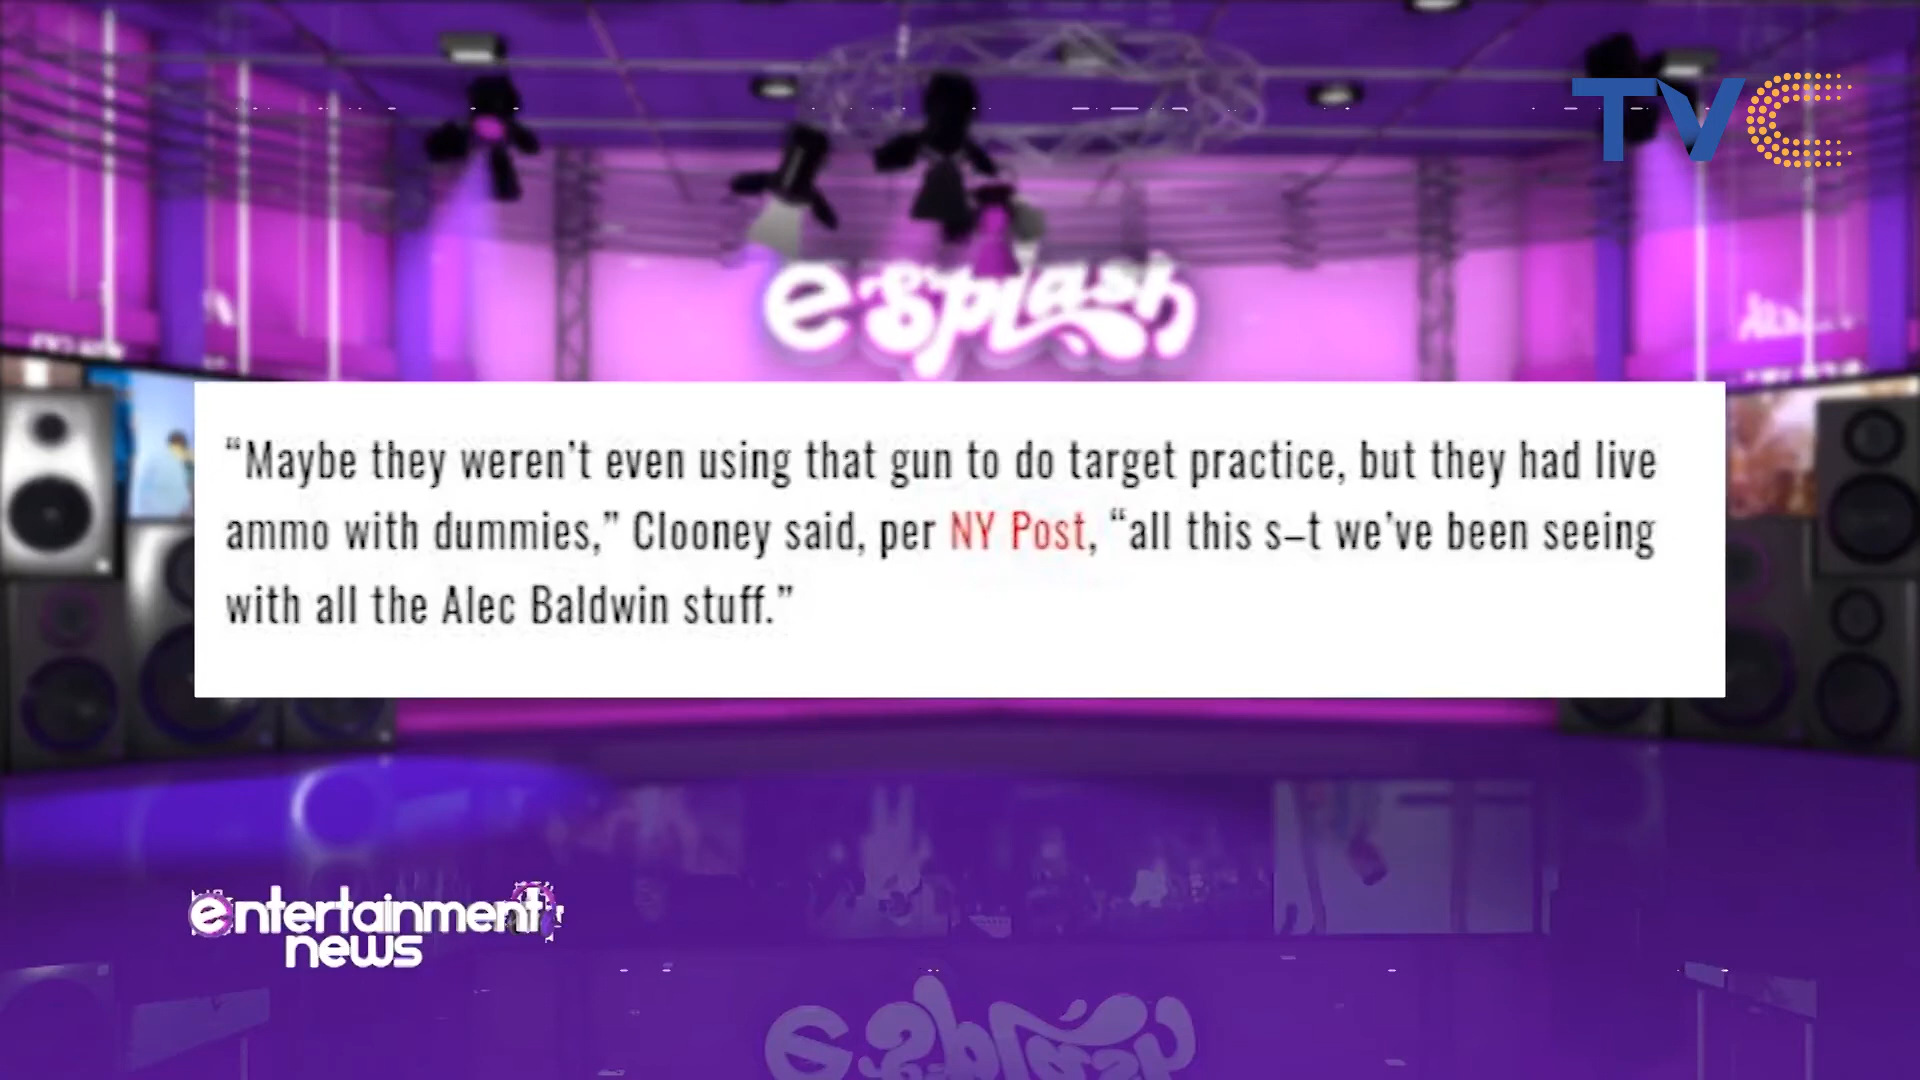 TVC
e-splash
“Maybe they weren’t even using that gun to do target practice, but they had live
ammo with dummies,” Clooney said, per NY Post, “all this s–t we’ve been seeing
with all the Alec Baldwin stuff.”
entertainment
news